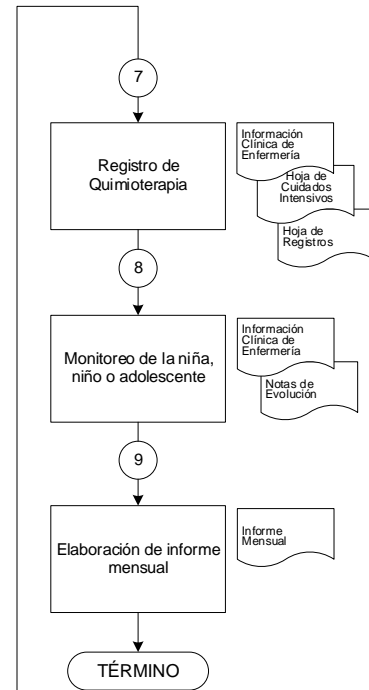 7
Registro de
Quimioterapia
Información
Clínica de
Enfermería
Hoja de
Cuidados
Intensivos
Hoja de
Registros
8
Monitoreo de la niña,
niño o adolescente
Información
Clínica de
Enfermería
Notas de
Evolución
9
Elaboración de informe
mensual
Informe
Mensual
TÉRMINO